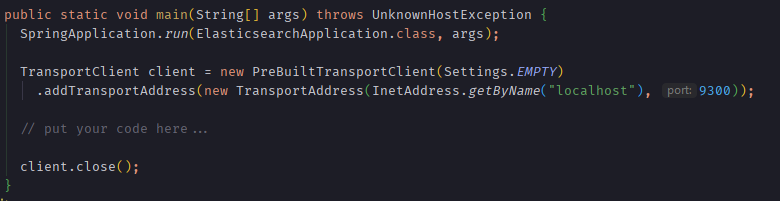 public static void main(String[] args) throws UnknownHostException {
SpringApplication.run(ElasticsearchApplication.class, args);
TransportClient client = new PreBuiltTransportClient(Settings.EMPTY)
.addTransportAddress(new TransportAddress(InetAddress.getByName("localhost"), port: 9300));
// put your code here...
client.close();
}